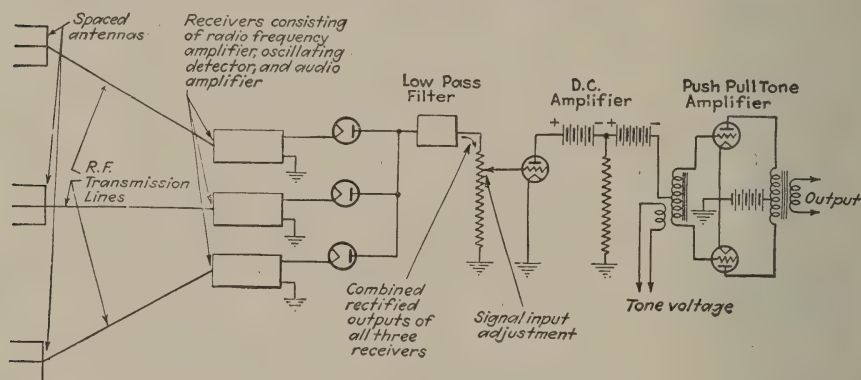 Spaced
antennas
Receivers consisting
of radio frequency
amplifier, oscillating
detector, and audio
amplifier
Low Pass
Filter
D.C.
Amplifier
Push Pull Tone
Amplifier
+ - + -
R.F.
Transmission
Lines
Output
Combined
rectified
outputs of
all three
receivers
Signal input
adjustment
Tone voltage